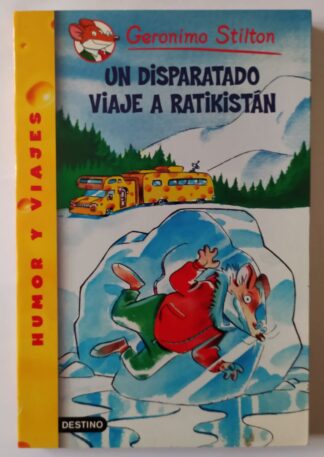 Geronimo Stilton
UN DISPARATADO
VIAJE A RATIKISTÁN
HUMOR Y VIAJES
DESTINO